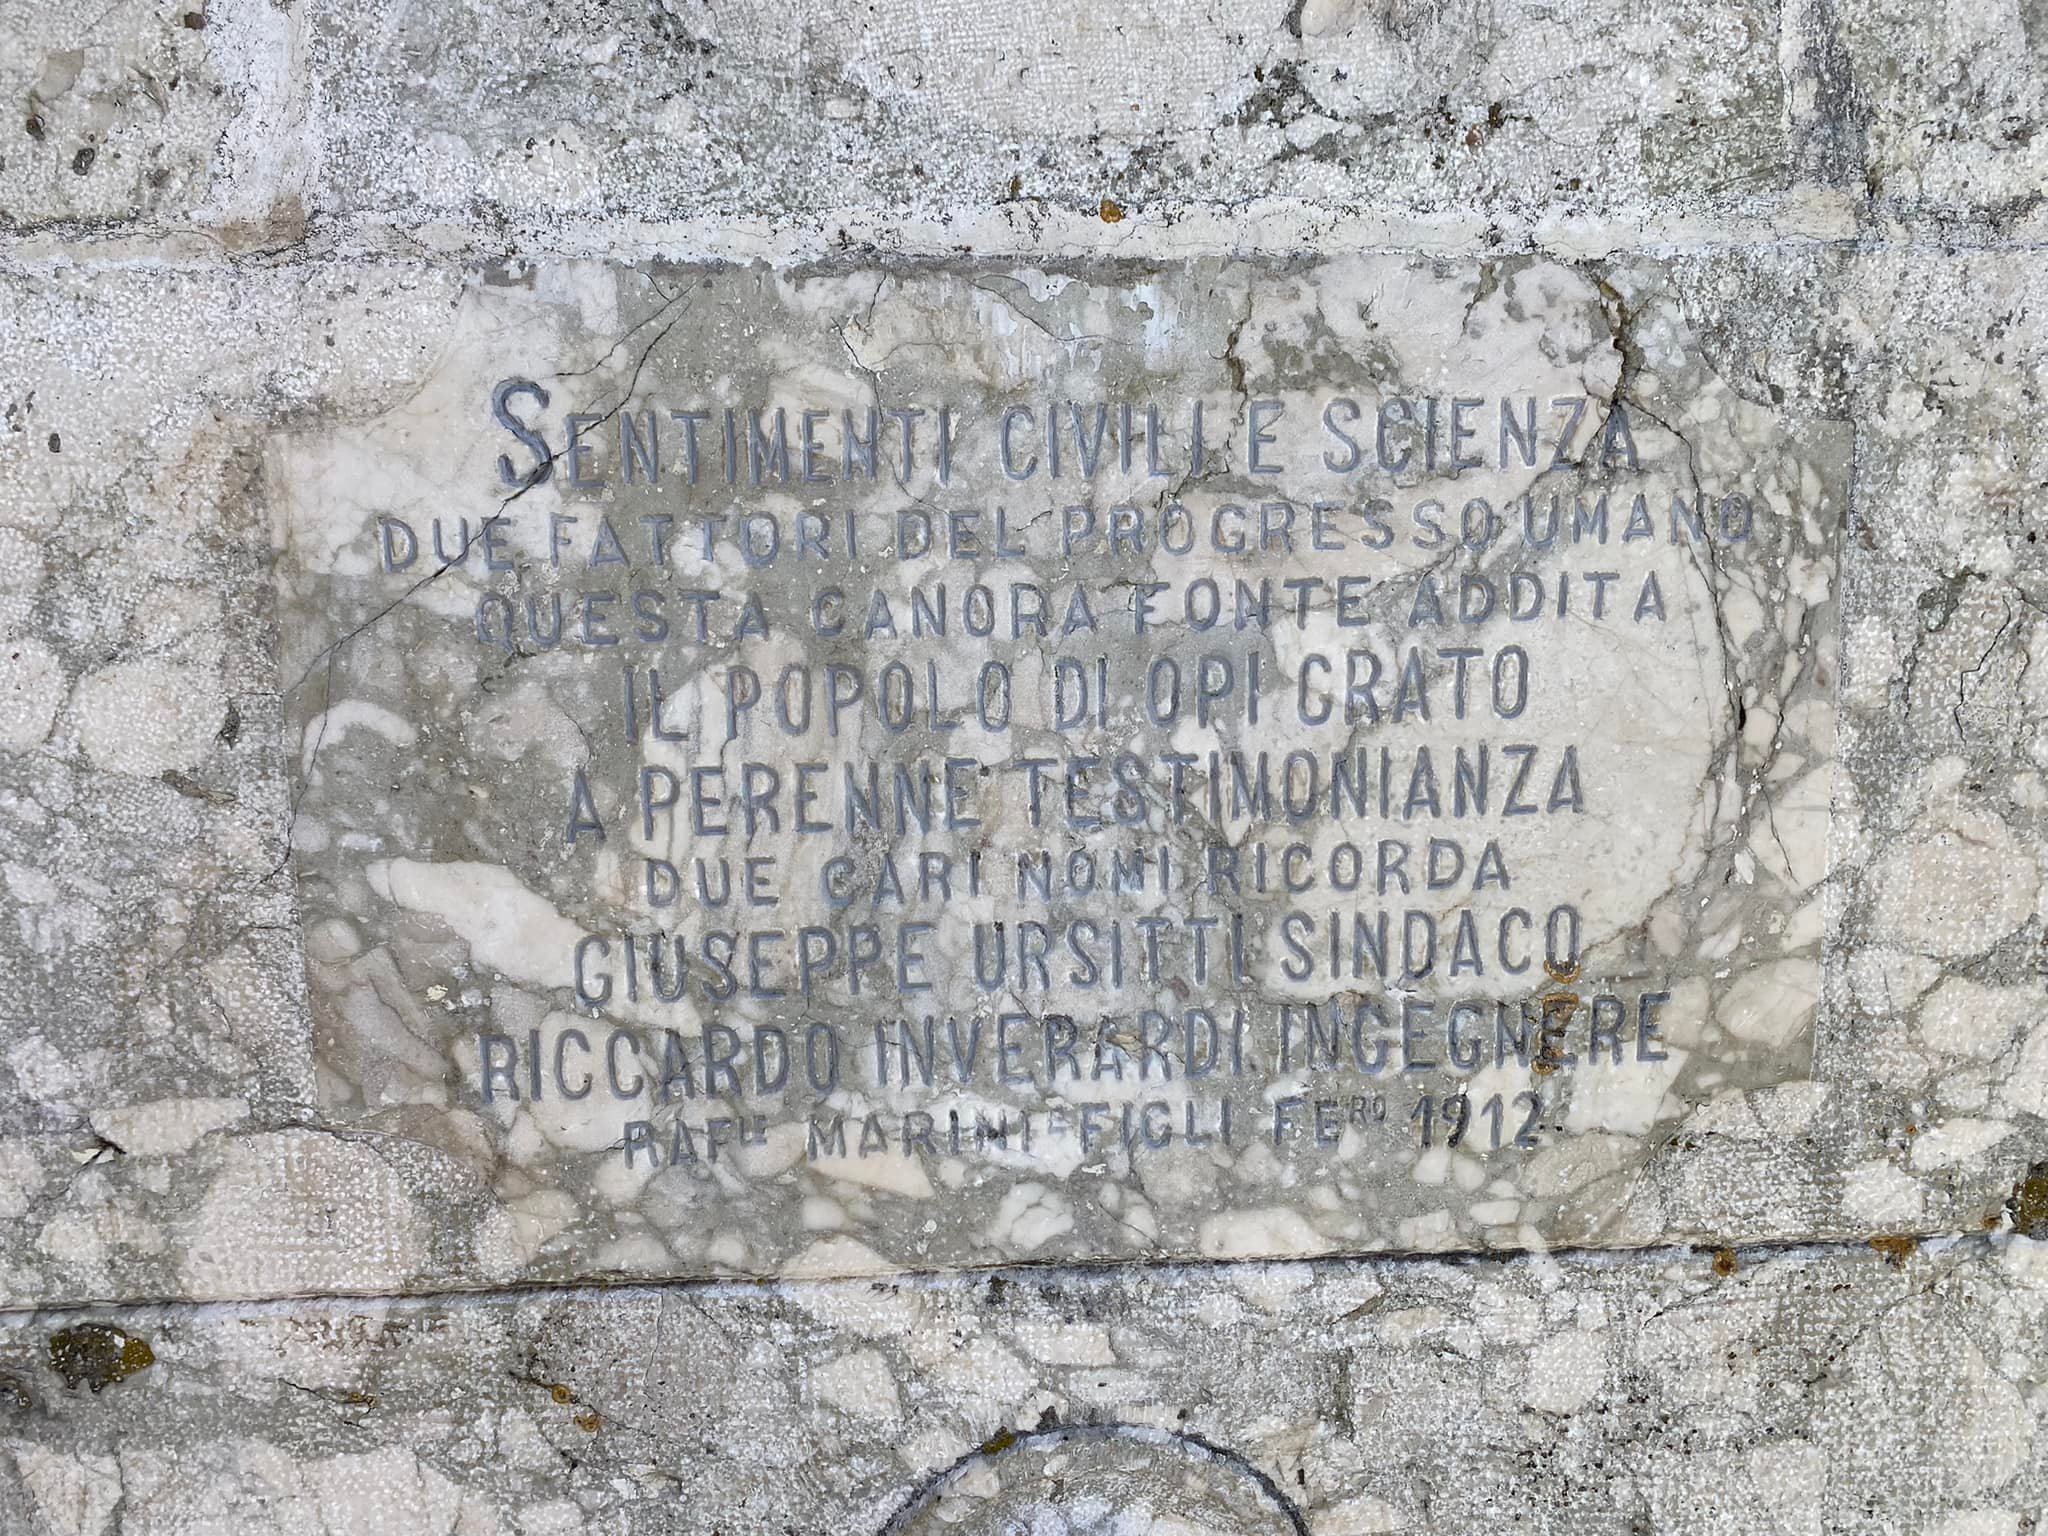 SENTIMENTI CIVILI E SCIENZA
DUE FATTORI DEL PROGRESSO UMANO
QUESTA CANORA FONTE ADDITA
IL POPOLO DI OPI GRATO
A PERENNE TESTIMONIANZA
DUE CARI NOMI RICORDA
GIUSEPPE URSITTI SINDACO
RICCARDO INVERARDI INGEGNERE
RAFLE MARINI E FIGLI FERO 1912